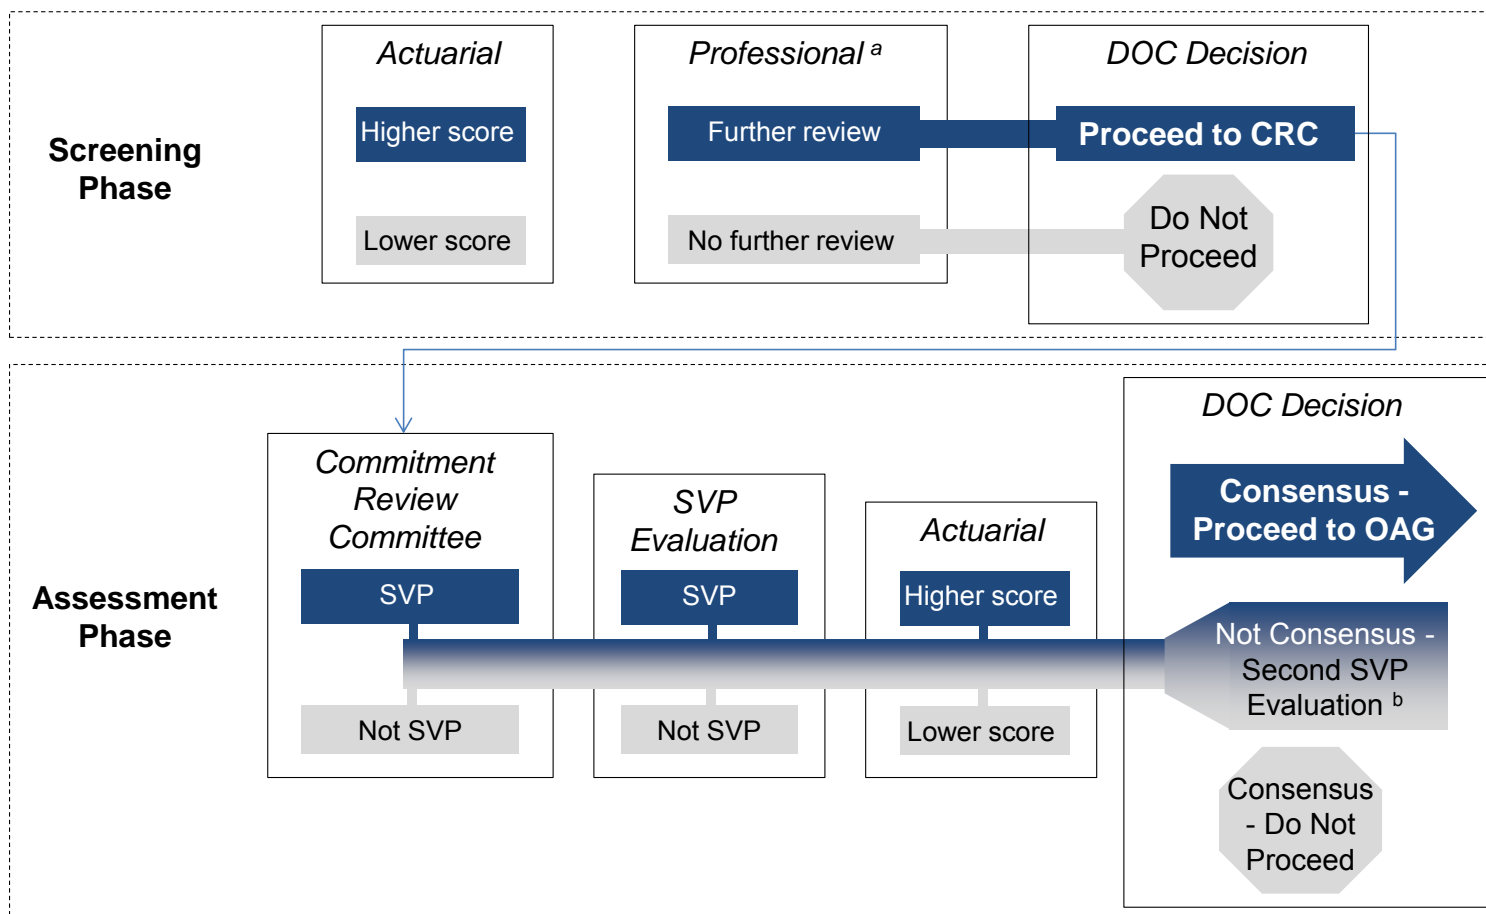 Screening
Phase
Actuarial
Higher score
Lower score
Professional a
Further review
No further review
DOC Decision
Proceed to CRC
Do Not
Proceed
Assessment
Phase
Commitment
Review
Committee
SVP
Not SVP
SVP
Evaluation
SVP
Not SVP
Actuarial
Higher score
Lower score
DOC Decision
Consensus -
Proceed to OAG
Not Consensus -
Second SVP
Evaluation b
Consensus
- Do Not
Proceed